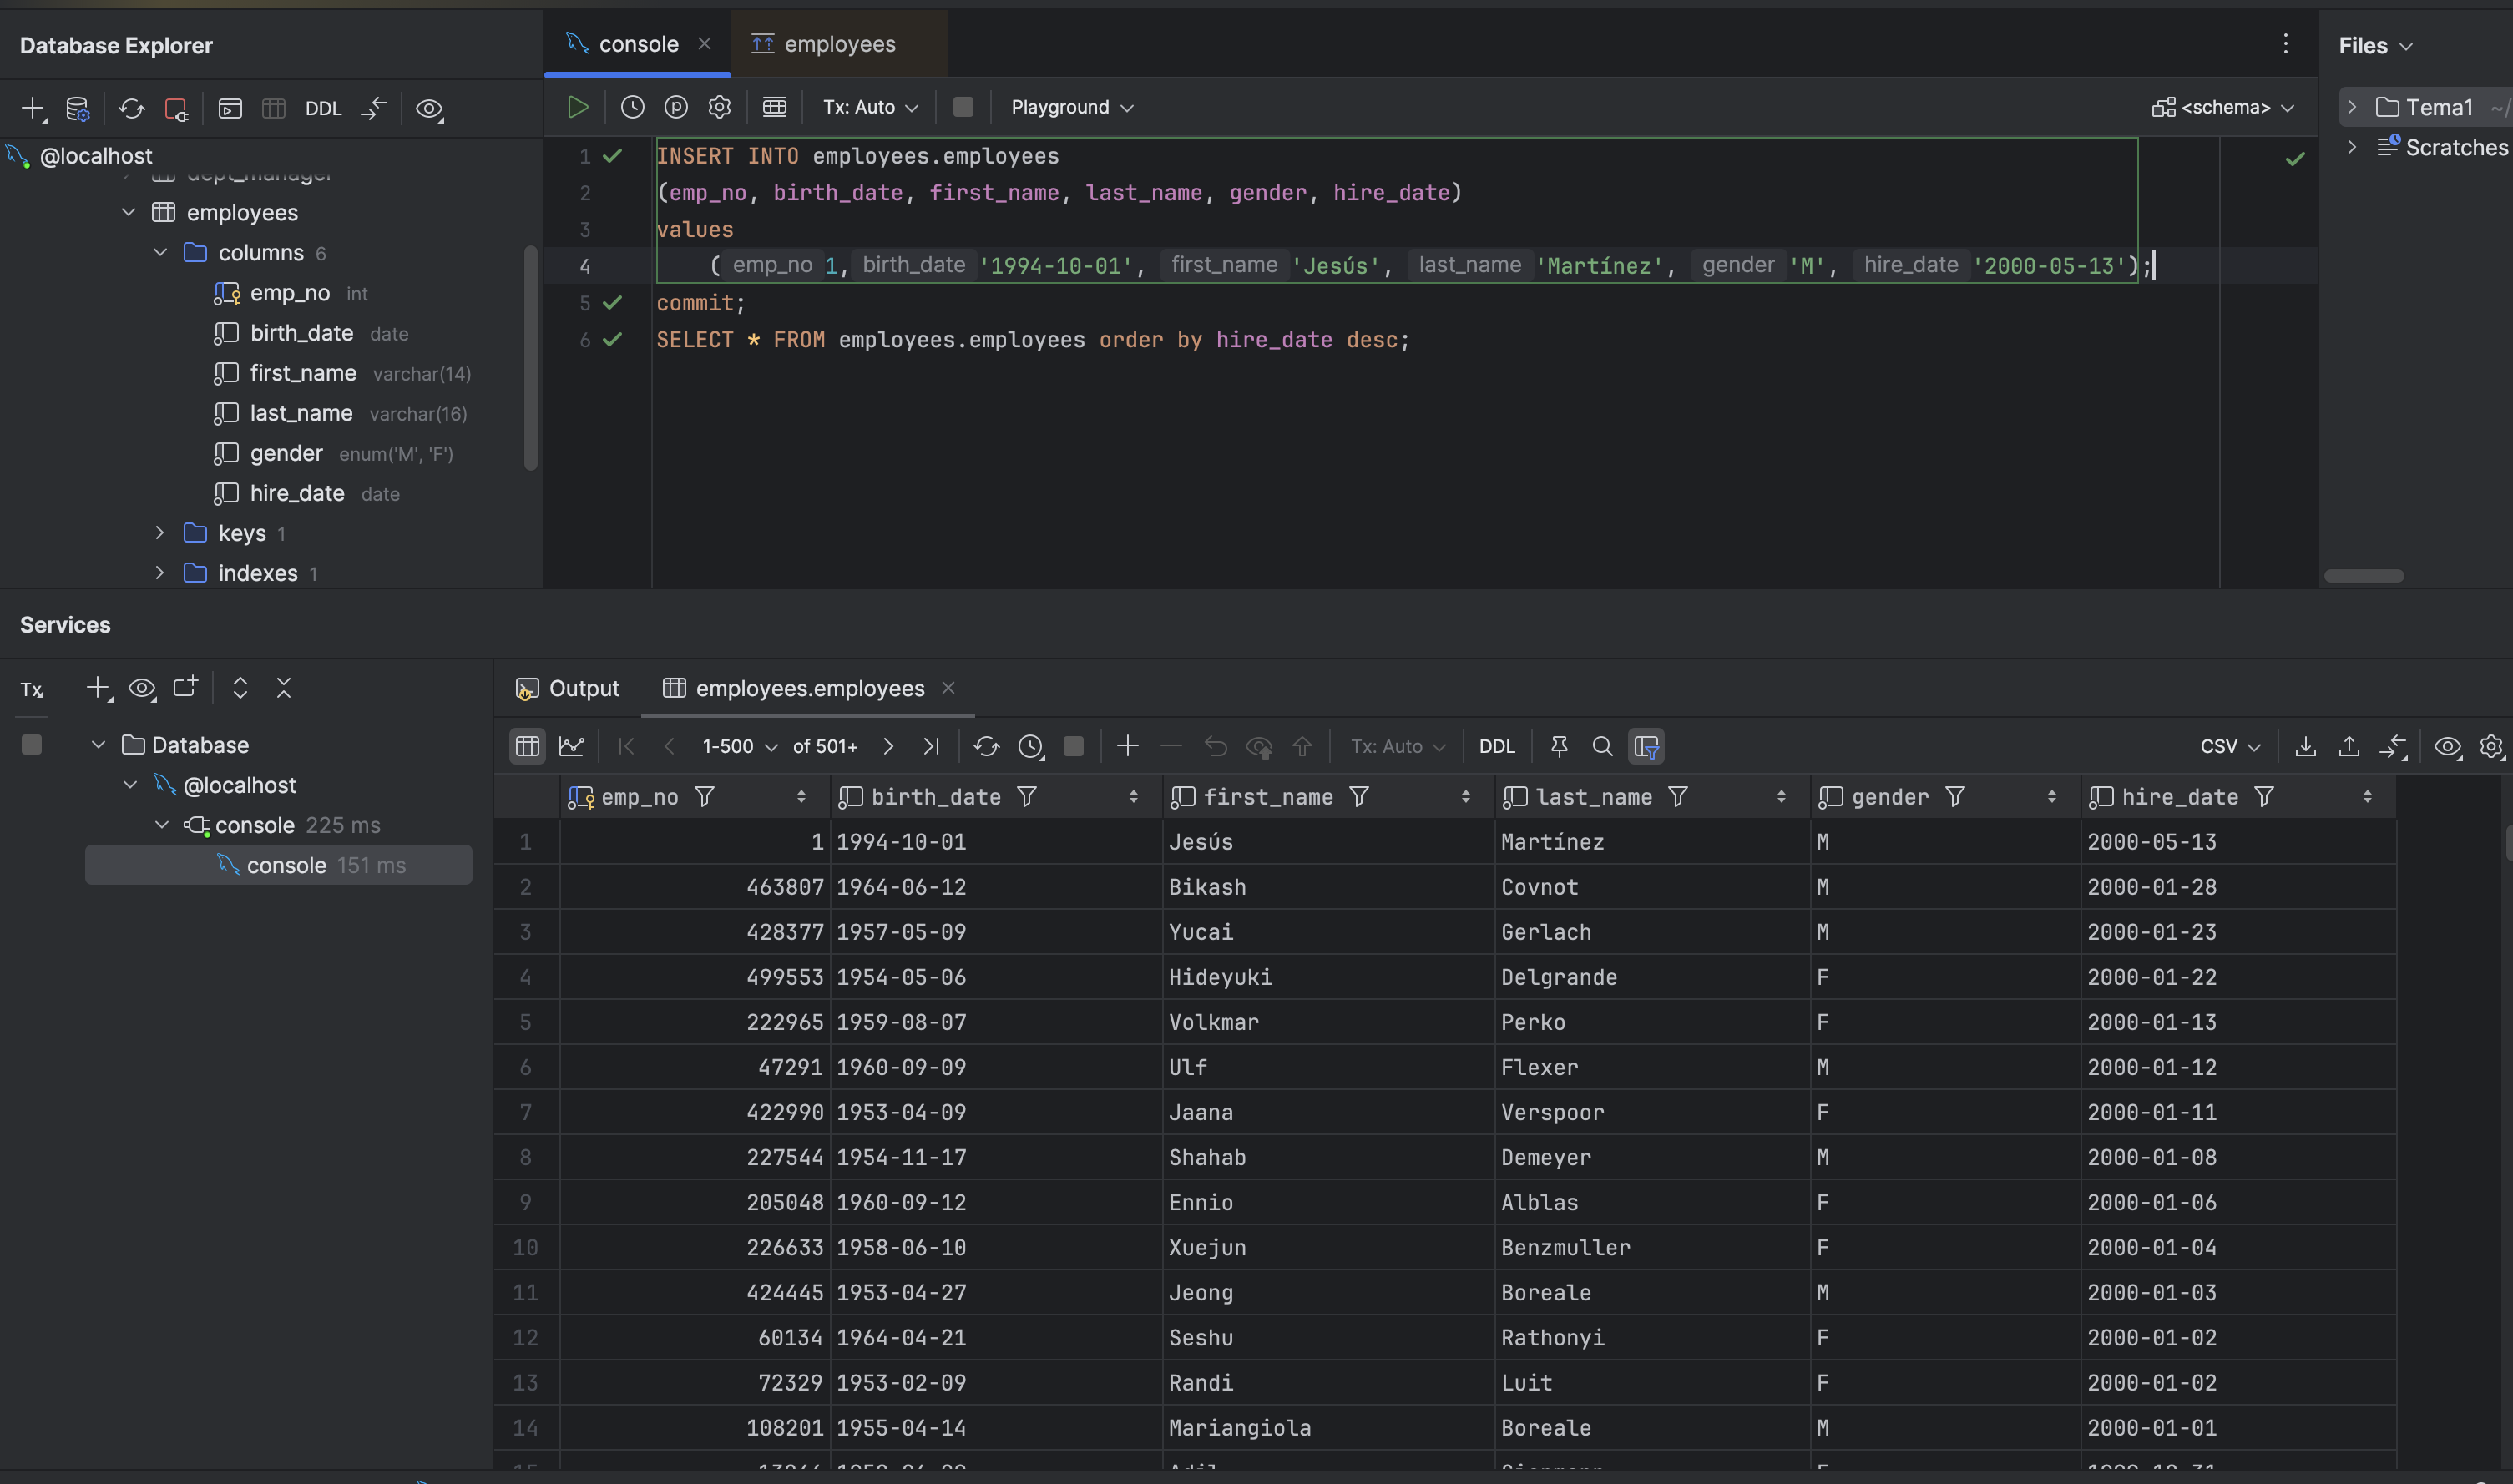 Database Explorer
console
employees
Files
DDL
Tx: Auto
Playground
<schema>
Tema1 ~/
Scratches
@localhost
dept_manager
employees
columns 6
emp_no int
birth_date date
first_name varchar(14)
last_name varchar(16)
gender enum('M', 'F')
hire_date date
keys 1
indexes 1
1 INSERT INTO employees.employees
2 (emp_no, birth_date, first_name, last_name, gender, hire_date)
3 values
4 ( emp_no 1, birth_date '1994-10-01', first_name 'Jesús', last_name 'Martínez', gender 'M', hire_date '2000-05-13');
5 commit;
6 SELECT * FROM employees.employees order by hire_date desc;
Services
Tx
Database
@localhost
console 225 ms
console 151 ms
Output
employees.employees
1-500 of 501+
Tx: Auto
DDL
CSV
emp_no birth_date first_name last_name gender hire_date
1 1 1994-10-01 Jesús Martínez M 2000-05-13
2 463807 1964-06-12 Bikash Covnot M 2000-01-28
3 428377 1957-05-09 Yucai Gerlach M 2000-01-23
4 499553 1954-05-06 Hideyuki Delgrande F 2000-01-22
5 222965 1959-08-07 Volkmar Perko F 2000-01-13
6 47291 1960-09-09 Ulf Flexer M 2000-01-12
7 422990 1953-04-09 Jaana Verspoor F 2000-01-11
8 227544 1954-11-17 Shahab Demeyer M 2000-01-08
9 205048 1960-09-12 Ennio Alblas F 2000-01-06
10 226633 1958-06-10 Xuejun Benzmuller F 2000-01-04
11 424445 1953-04-27 Jeong Boreale M 2000-01-03
12 60134 1964-04-21 Seshu Rathonyi F 2000-01-02
13 72329 1953-02-09 Randi Luit F 2000-01-02
14 108201 1955-04-14 Mariangiola Boreale M 2000-01-01